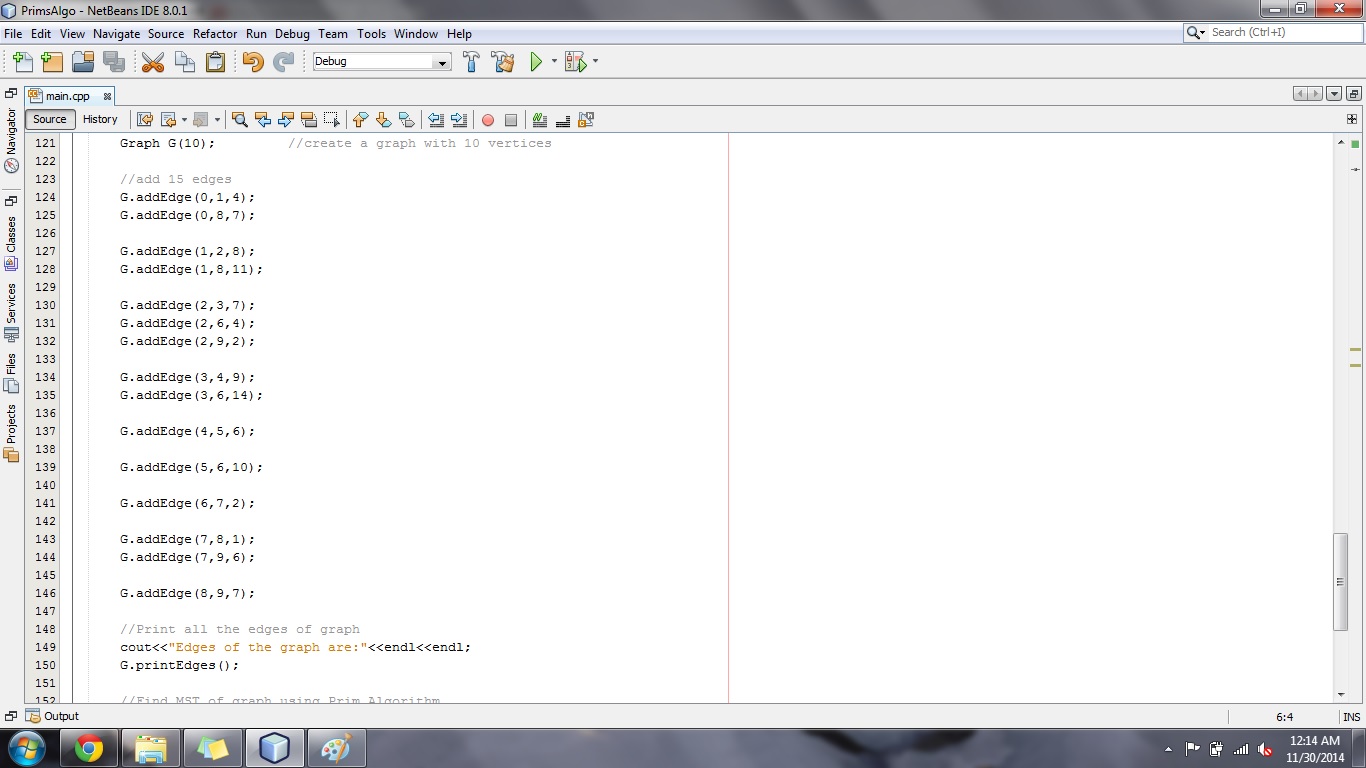 PrimsAlgo - NetBeans IDE 8.0.1
File Edit View Navigate Source Refactor Run Debug Team Tools Window Help
Search (Ctrl+I)
Debug
main.cpp
Source History
Navigator
Classes
Services
Files
Projects
121 Graph G(10); //create a graph with 10 vertices
122
123 //add 15 edges
124 G.addEdge(0,1,4);
125 G.addEdge(0,8,7);
126
127 G.addEdge(1,2,8);
128 G.addEdge(1,8,11);
129
130 G.addEdge(2,3,7);
131 G.addEdge(2,6,4);
132 G.addEdge(2,9,2);
133
134 G.addEdge(3,4,9);
135 G.addEdge(3,6,14);
136
137 G.addEdge(4,5,6);
138
139 G.addEdge(5,6,10);
140
141 G.addEdge(6,7,2);
142
143 G.addEdge(7,8,1);
144 G.addEdge(7,9,6);
145
146 G.addEdge(8,9,7);
147
148 //Print all the edges of graph
149 cout<<"Edges of the graph are:"<<endl<<endl;
150 G.printEdges();
151
152 //Find MST of graph using Prim Algorithm
Output
6:4 INS
12:14 AM
11/30/2014